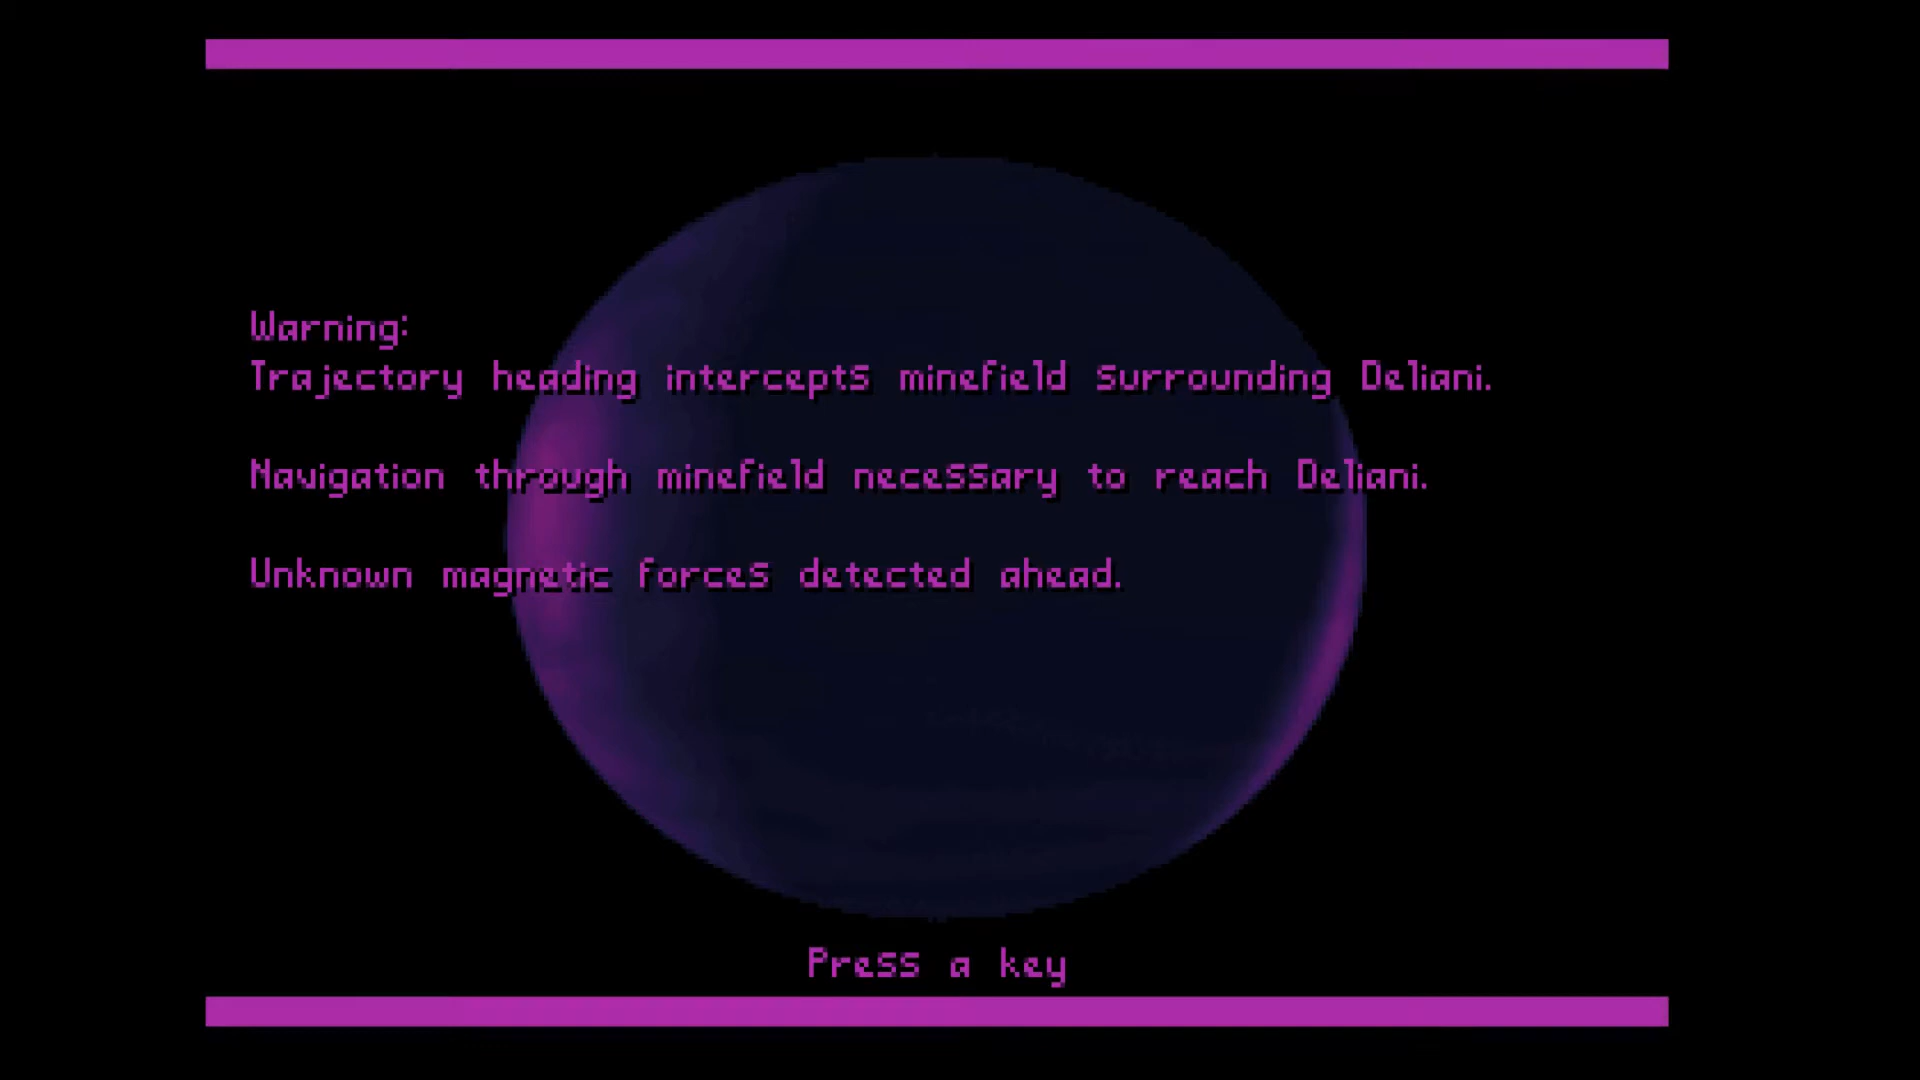 Warning:
Trajectory heading intercepts minefield surrounding Deliani.
Navigation through minefield necessary to reach Deliani.
Unknown magnetic forces detected ahead.
Press a key